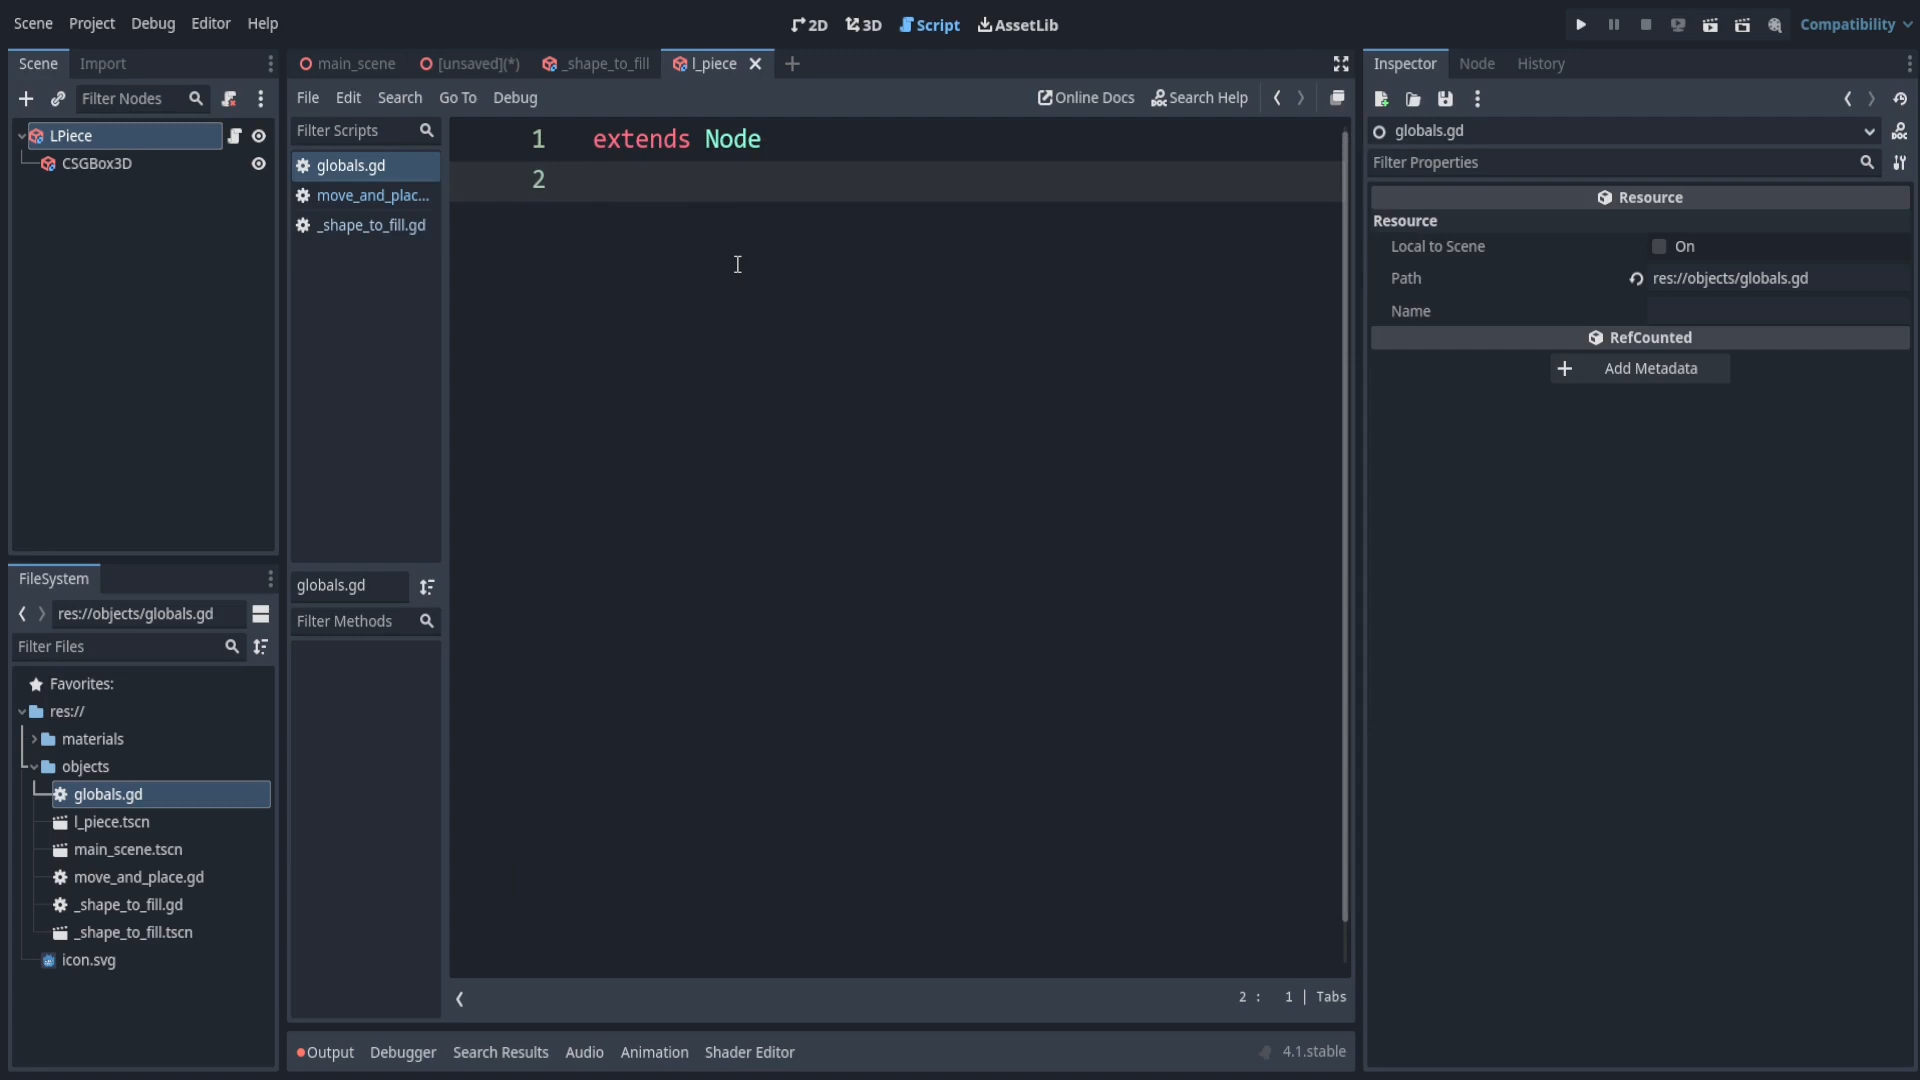 Scene Project Debug Editor Help
2D 3D Script AssetLib
Compatibility
Scene Import
Filter Nodes
LPiece
CSGBox3D
main_scene [unsaved](*) _shape_to_fill l_piece
File Edit Search Go To Debug
Online Docs Search Help
Filter Scripts
globals.gd
move_and_plac...
_shape_to_fill.gd
1 extends Node
2
globals.gd
Filter Methods
2 : 1 | Tabs
Output Debugger Search Results Audio Animation Shader Editor
4.1.stable
FileSystem
res://objects/globals.gd
Filter Files
Favorites:
res://
materials
objects
globals.gd
l_piece.tscn
main_scene.tscn
move_and_place.gd
_shape_to_fill.gd
_shape_to_fill.tscn
icon.svg
Inspector Node History
globals.gd
Filter Properties
Resource
Resource
Local to Scene On
Path res://objects/globals.gd
Name
RefCounted
Add Metadata